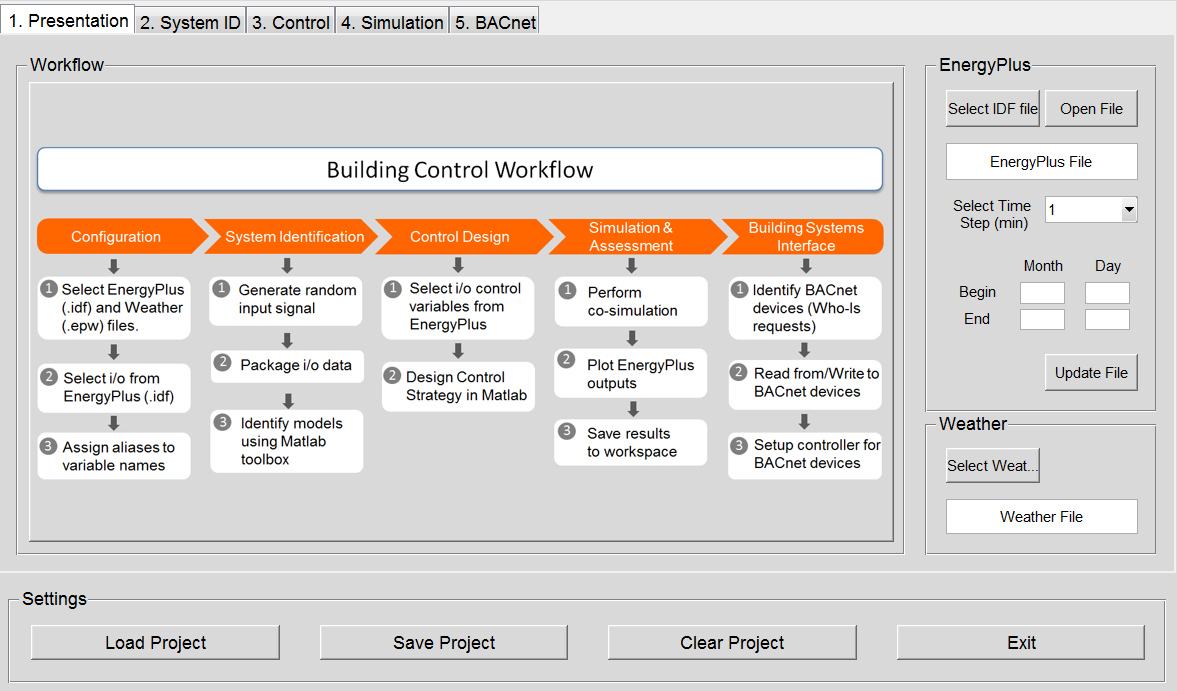 1. Presentation
2. System ID
3. Control
4. Simulation
5. BACnet
Workflow
Building Control Workflow
Configuration
1 Select EnergyPlus
(.idf) and Weather
(.epw) files.
2 Select i/o from
EnergyPlus (.idf)
3 Assign aliases to
variable names
System Identification
1 Generate random
input signal
2 Package i/o data
3 Identify models
using Matlab
toolbox
Control Design
1 Select i/o control
variables from
EnergyPlus
2 Design Control
Strategy in Matlab
Simulation &
Assessment
1 Perform
co-simulation
2 Plot EnergyPlus
outputs
3 Save results
to workspace
Building Systems
Interface
1 Identify BACnet
devices (Who-Is
requests)
2 Read from/Write to
BACnet devices
3 Setup controller for
BACnet devices
EnergyPlus
Select IDF file
Open File
EnergyPlus File
Select Time
Step (min)
1
Month Day
Begin
End
Update File
Weather
Select Weat...
Weather File
Settings
Load Project
Save Project
Clear Project
Exit